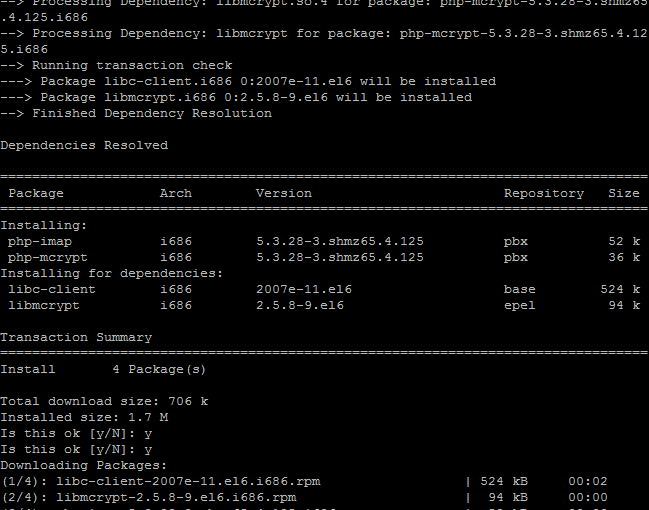 --> Processing Dependency: libmcrypt.so.4 for package: php-mcrypt-5.3.28-3.shmz65
.4.125.i686
--> Processing Dependency: libmcrypt for package: php-mcrypt-5.3.28-3.shmz65.4.12
5.i686
--> Running transaction check
---> Package libc-client.i686 0:2007e-11.el6 will be installed
---> Package libmcrypt.i686 0:2.5.8-9.el6 will be installed
--> Finished Dependency Resolution
Dependencies Resolved
================================================================================
Package Arch Version Repository Size
================================================================================
Installing:
php-imap i686 5.3.28-3.shmz65.4.125 pbx 52 k
php-mcrypt i686 5.3.28-3.shmz65.4.125 pbx 36 k
Installing for dependencies:
libc-client i686 2007e-11.el6 base 524 k
libmcrypt i686 2.5.8-9.el6 epel 94 k
Transaction Summary
================================================================================
Install 4 Package(s)
Total download size: 706 k
Installed size: 1.7 M
Is this ok [y/N]: y
Is this ok [y/N]: y
Downloading Packages:
(1/4): libc-client-2007e-11.el6.i686.rpm | 524 kB 00:02
(2/4): libmcrypt-2.5.8-9.el6.i686.rpm | 94 kB 00:00